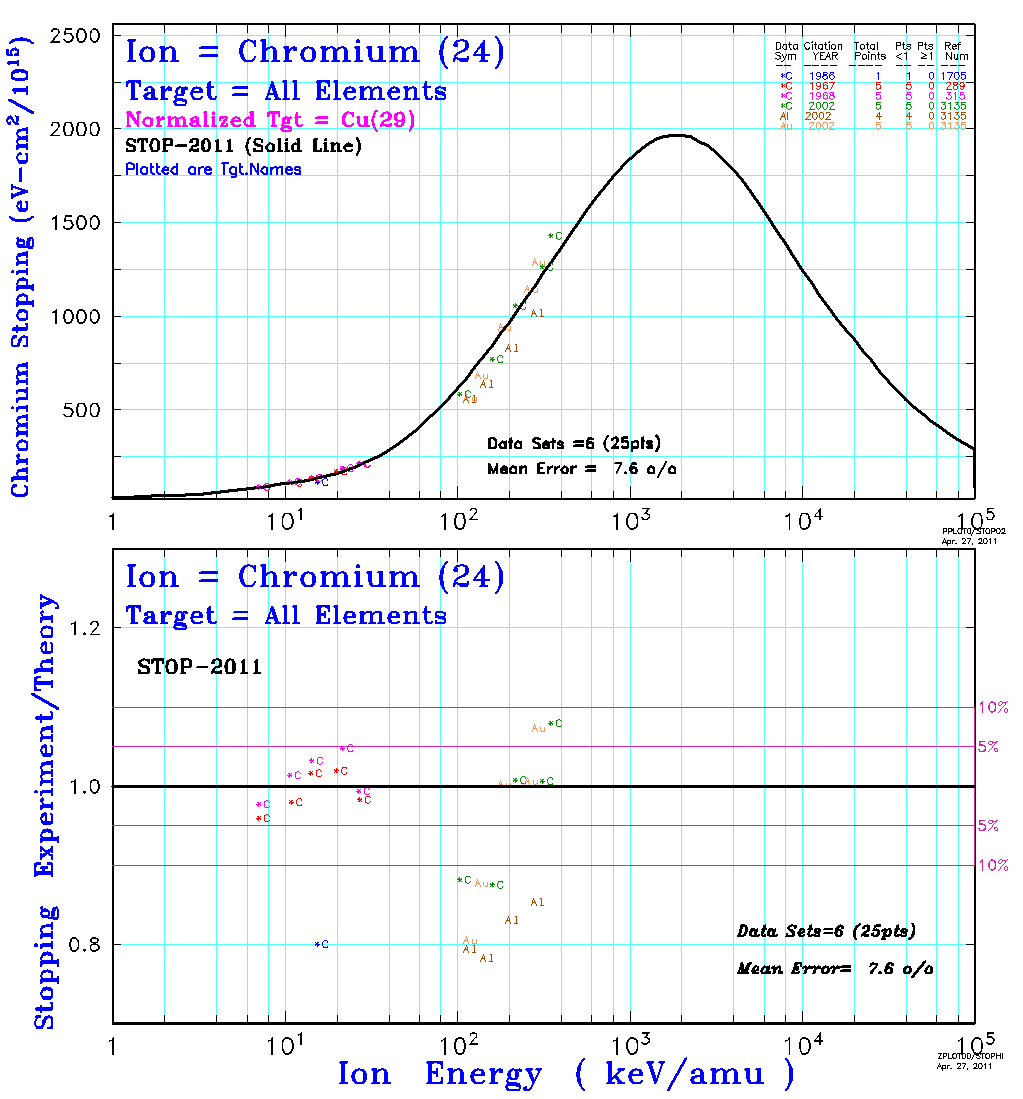 Ion = Chromium (24)
Target = All Elements
Normalized Tgt = Cu(29)
STOP-2011 (Solid Line)
Plotted are Tgt.Names
Data Citation Total Pts Pts Ref
Sym YEAR Points <1 ≥1 Num
*C 1986 1 1 0 1705
*C 1967 5 5 0 289
*C 1968 5 5 0 315
*C 2002 5 5 0 3135
Al 2002 4 4 0 3135
Au 2002 5 5 0 3135
Chromium Stopping (eV-cm²/10¹⁵)
2500
2000
1500
1000
500
Data Sets =6 (25pts)
Mean Error = 7.6 o/o
1 10¹ 10² 10³ 10⁴ 10⁵
Apr. 27, 2011
Ion = Chromium (24)
Target = All Elements
STOP-2011
Stopping Experiment/Theory
1.2
1.0
0.8
10%
5%
5%
10%
Data Sets=6 (25pts)
Mean Error= 7.6 o/o
1 10¹ 10² 10³ 10⁴ 10⁵
Apr. 27, 2011
Ion Energy ( keV/amu )